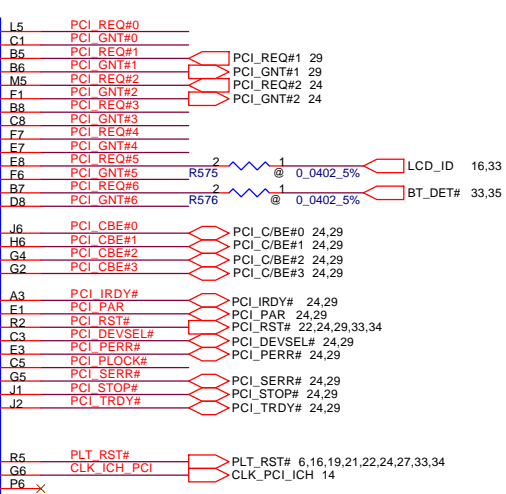 L5 PCI_REQ#0
C1 PCI_GNT#0
B5 PCI_REQ#1 PCI_REQ#1 29
B6 PCI_GNT#1 PCI_GNT#1 29
M5 PCI_REQ#2 PCI_REQ#2 24
F1 PCI_GNT#2 PCI_GNT#2 24
B8 PCI_REQ#3
C8 PCI_GNT#3
F7 PCI_REQ#4
E7 PCI_GNT#4
E8 PCI_REQ#5 2 1 LCD_ID 16,33
F6 PCI_GNT#5 R575 @ 0_0402_5%
B7 PCI_REQ#6 2 1 BT_DET# 33,35
D8 PCI_GNT#6 R576 @ 0_0402_5%
J6 PCI_CBE#0 PCI_C/BE#0 24,29
H6 PCI_CBE#1 PCI_C/BE#1 24,29
G4 PCI_CBE#2 PCI_C/BE#2 24,29
G2 PCI_CBE#3 PCI_C/BE#3 24,29
A3 PCI_IRDY# PCI_IRDY# 24,29
E1 PCI_PAR PCI_PAR 24,29
R2 PCI_RST# PCI_RST# 22,24,29,33,34
C3 PCI_DEVSEL# PCI_DEVSEL# 24,29
E3 PCI_PERR# PCI_PERR# 24,29
C5 PCI_PLOCK#
G5 PCI_SERR# PCI_SERR# 24,29
J1 PCI_STOP# PCI_STOP# 24,29
J2 PCI_TRDY# PCI_TRDY# 24,29
R5 PLT_RST# PLT_RST# 6,16,19,21,22,24,27,33,34
G6 CLK_ICH_PCI CLK_PCI_ICH 14
P6